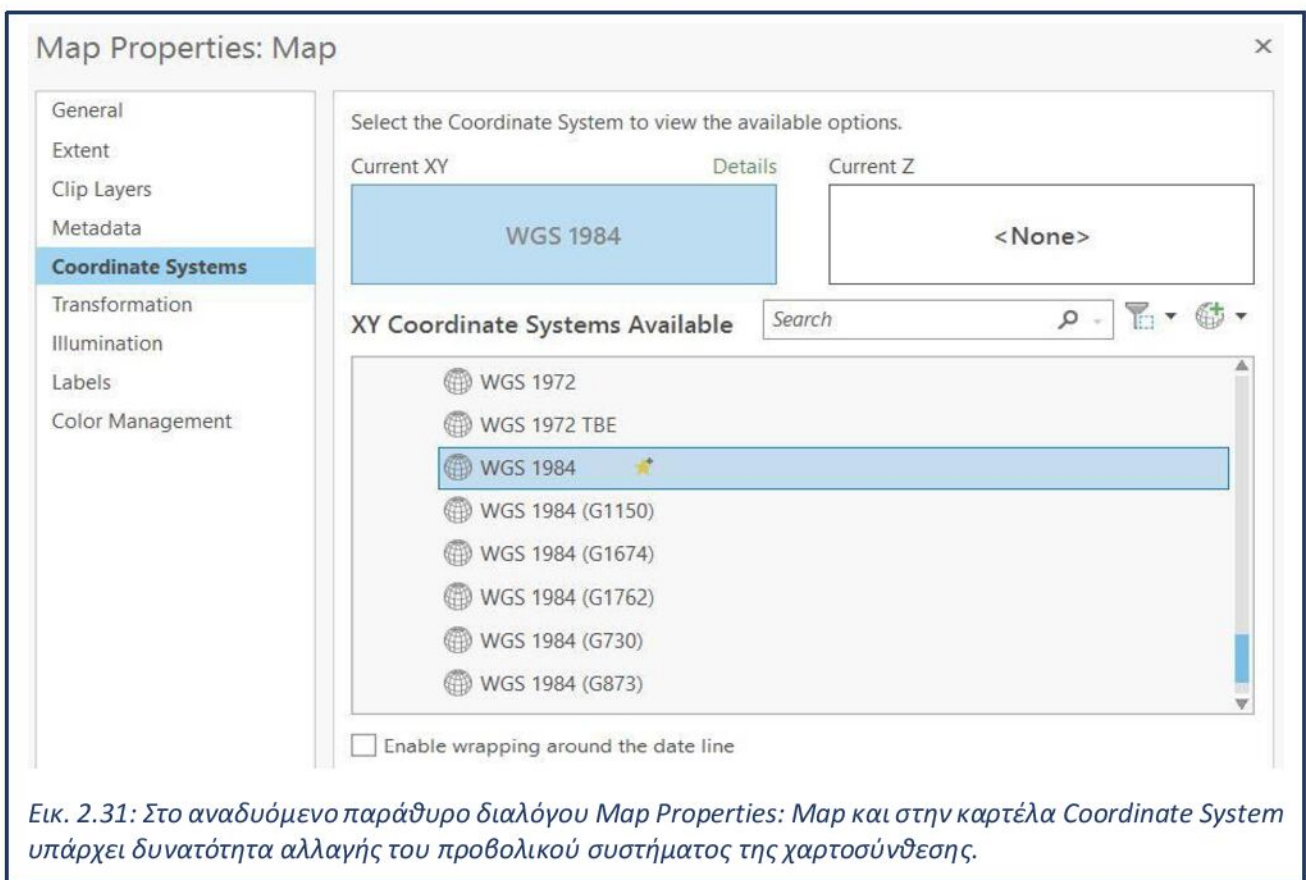 Map Properties: Map
General
Extent
Clip Layers
Metadata
Coordinate Systems
Transformation
Illumination
Labels
Color Management
Select the Coordinate System to view the available options.
Current XY Details Current Z
WGS 1984 <None>
XY Coordinate Systems Available Search
WGS 1972
WGS 1972 TBE
WGS 1984
WGS 1984 (G1150)
WGS 1984 (G1674)
WGS 1984 (G1762)
WGS 1984 (G730)
WGS 1984 (G873)
Enable wrapping around the date line
Εικ. 2.31: Στο αναδυόμενο παράθυρο διαλόγου Map Properties: Map και στην καρτέλα Coordinate System
υπάρχει δυνατότητα αλλαγής του προβολικού συστήματος της χαρτοσύνθεσης.